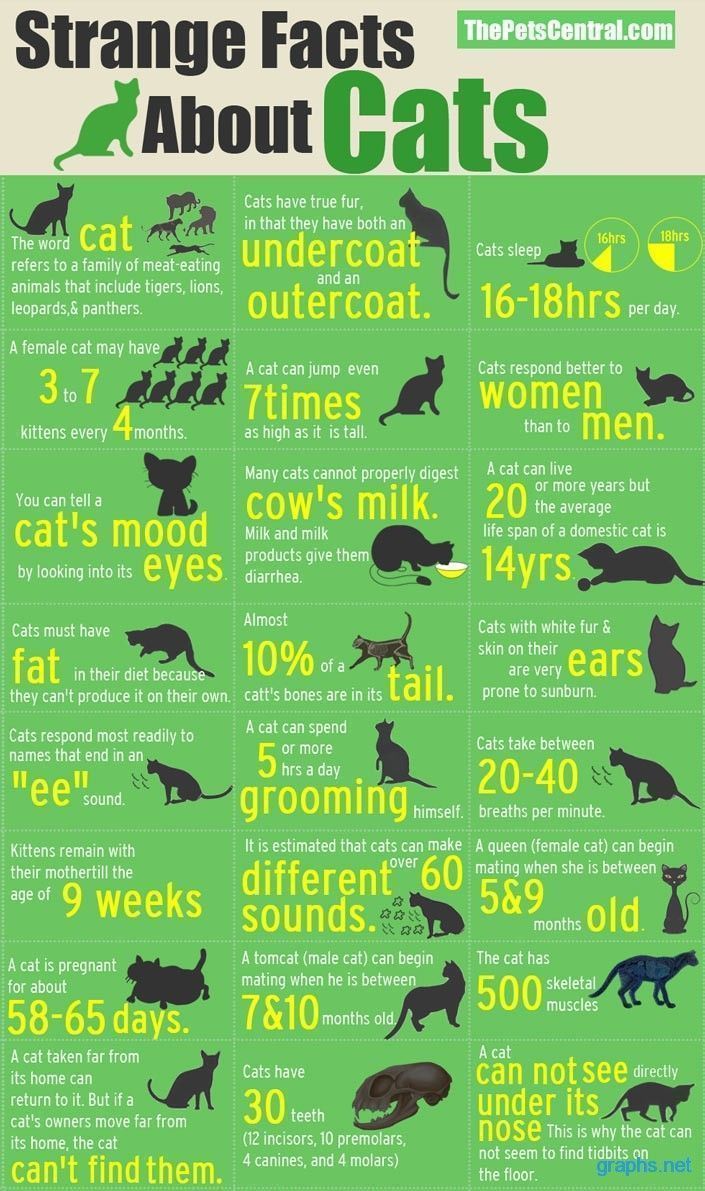 Strange Facts
ThePetsCentral.com
About Cats
The word cat
refers to a family of meat-eating
animals that include tigers, lions,
leopards,& panthers.
Cats have true fur,
in that they have both an
undercoat
and an
outercoat.
Cats sleep
16hrs
18hrs
16-18hrs per day.
A female cat may have
3 to 7
kittens every 4 months.
A cat can jump even
7times
as high as it is tall.
Cats respond better to
women
than to men.
You can tell a
cat's mood
by looking into its eyes.
Many cats cannot properly digest
cow's milk.
Milk and milk
products give them
diarrhea.
A cat can live
20 or more years but
the average
life span of a domestic cat is
14yrs.
Cats must have
fat in their diet because
they can't produce it on their own.
Almost
10% of a
catt's bones are in its tail.
Cats with white fur &
skin on their ears
are very
prone to sunburn.
Cats respond most readily to
names that end in an
"ee" sound.
A cat can spend
5 or more
hrs a day
grooming himself.
Cats take between
20-40
breaths per minute.
Kittens remain with
their mothertill the
age of 9 weeks
It is estimated that cats can make
different over 60
sounds.
A queen (female cat) can begin
mating when she is between
5&9
months old.
A cat is pregnant
for about
58-65 days.
A tomcat (male cat) can begin
mating when he is between
7&10 months old.
The cat has
500 skeletal
muscles
A cat taken far from
its home can
return to it. But if a
cat's owners move far from
its home, the cat
can't find them.
Cats have
30 teeth
(12 incisors, 10 premolars,
4 canines, and 4 molars)
A cat
can not see directly
under its
nose This is why the cat can
not seem to find tidbits on
the floor.
graphs.net